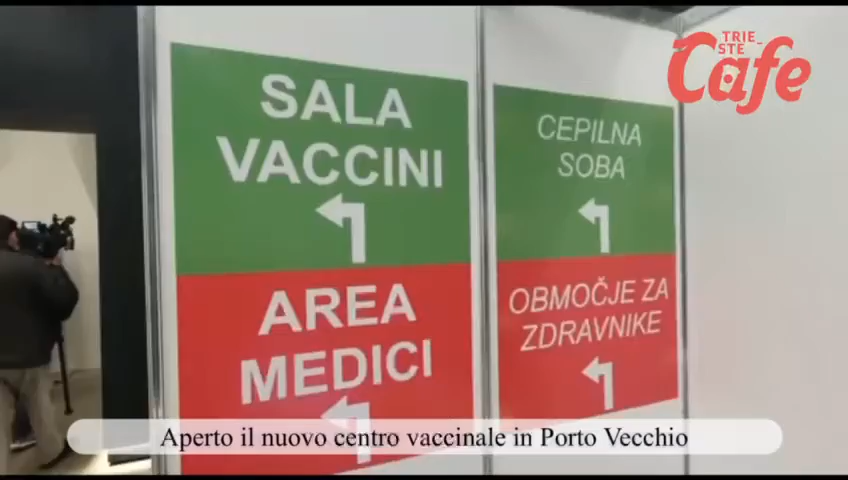 TRIE_
STE
Cafe
SALA
VACCINI
CEPILNA
SOBA
AREA
MEDICI
OBMOČJE ZA
ZDRAVNIKE
Aperto il nuovo centro vaccinale in Porto Vecchio